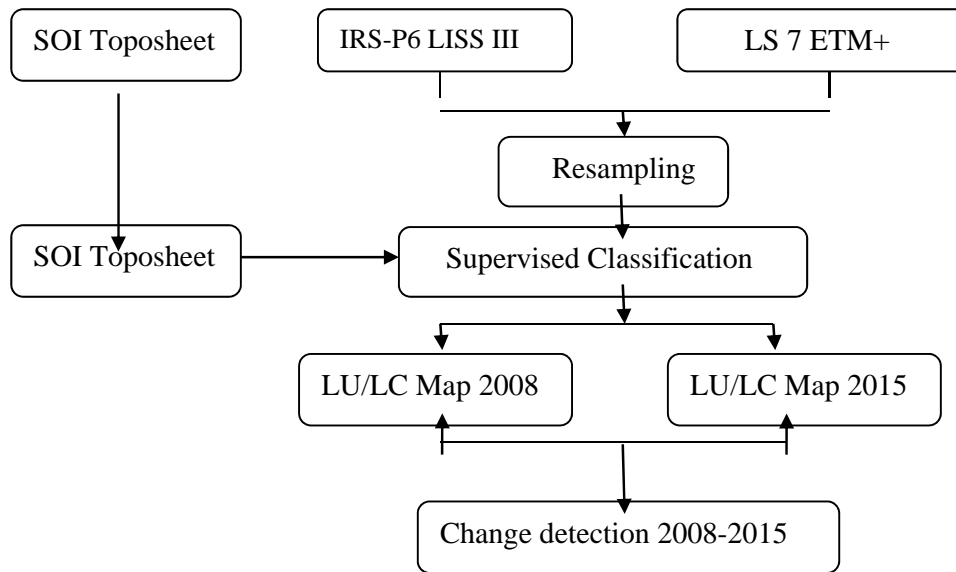 SOI Toposheet
IRS-P6 LISS III
LS 7 ETM+
Resampling
SOI Toposheet
Supervised Classification
LU/LC Map 2008
LU/LC Map 2015
Change detection 2008-2015